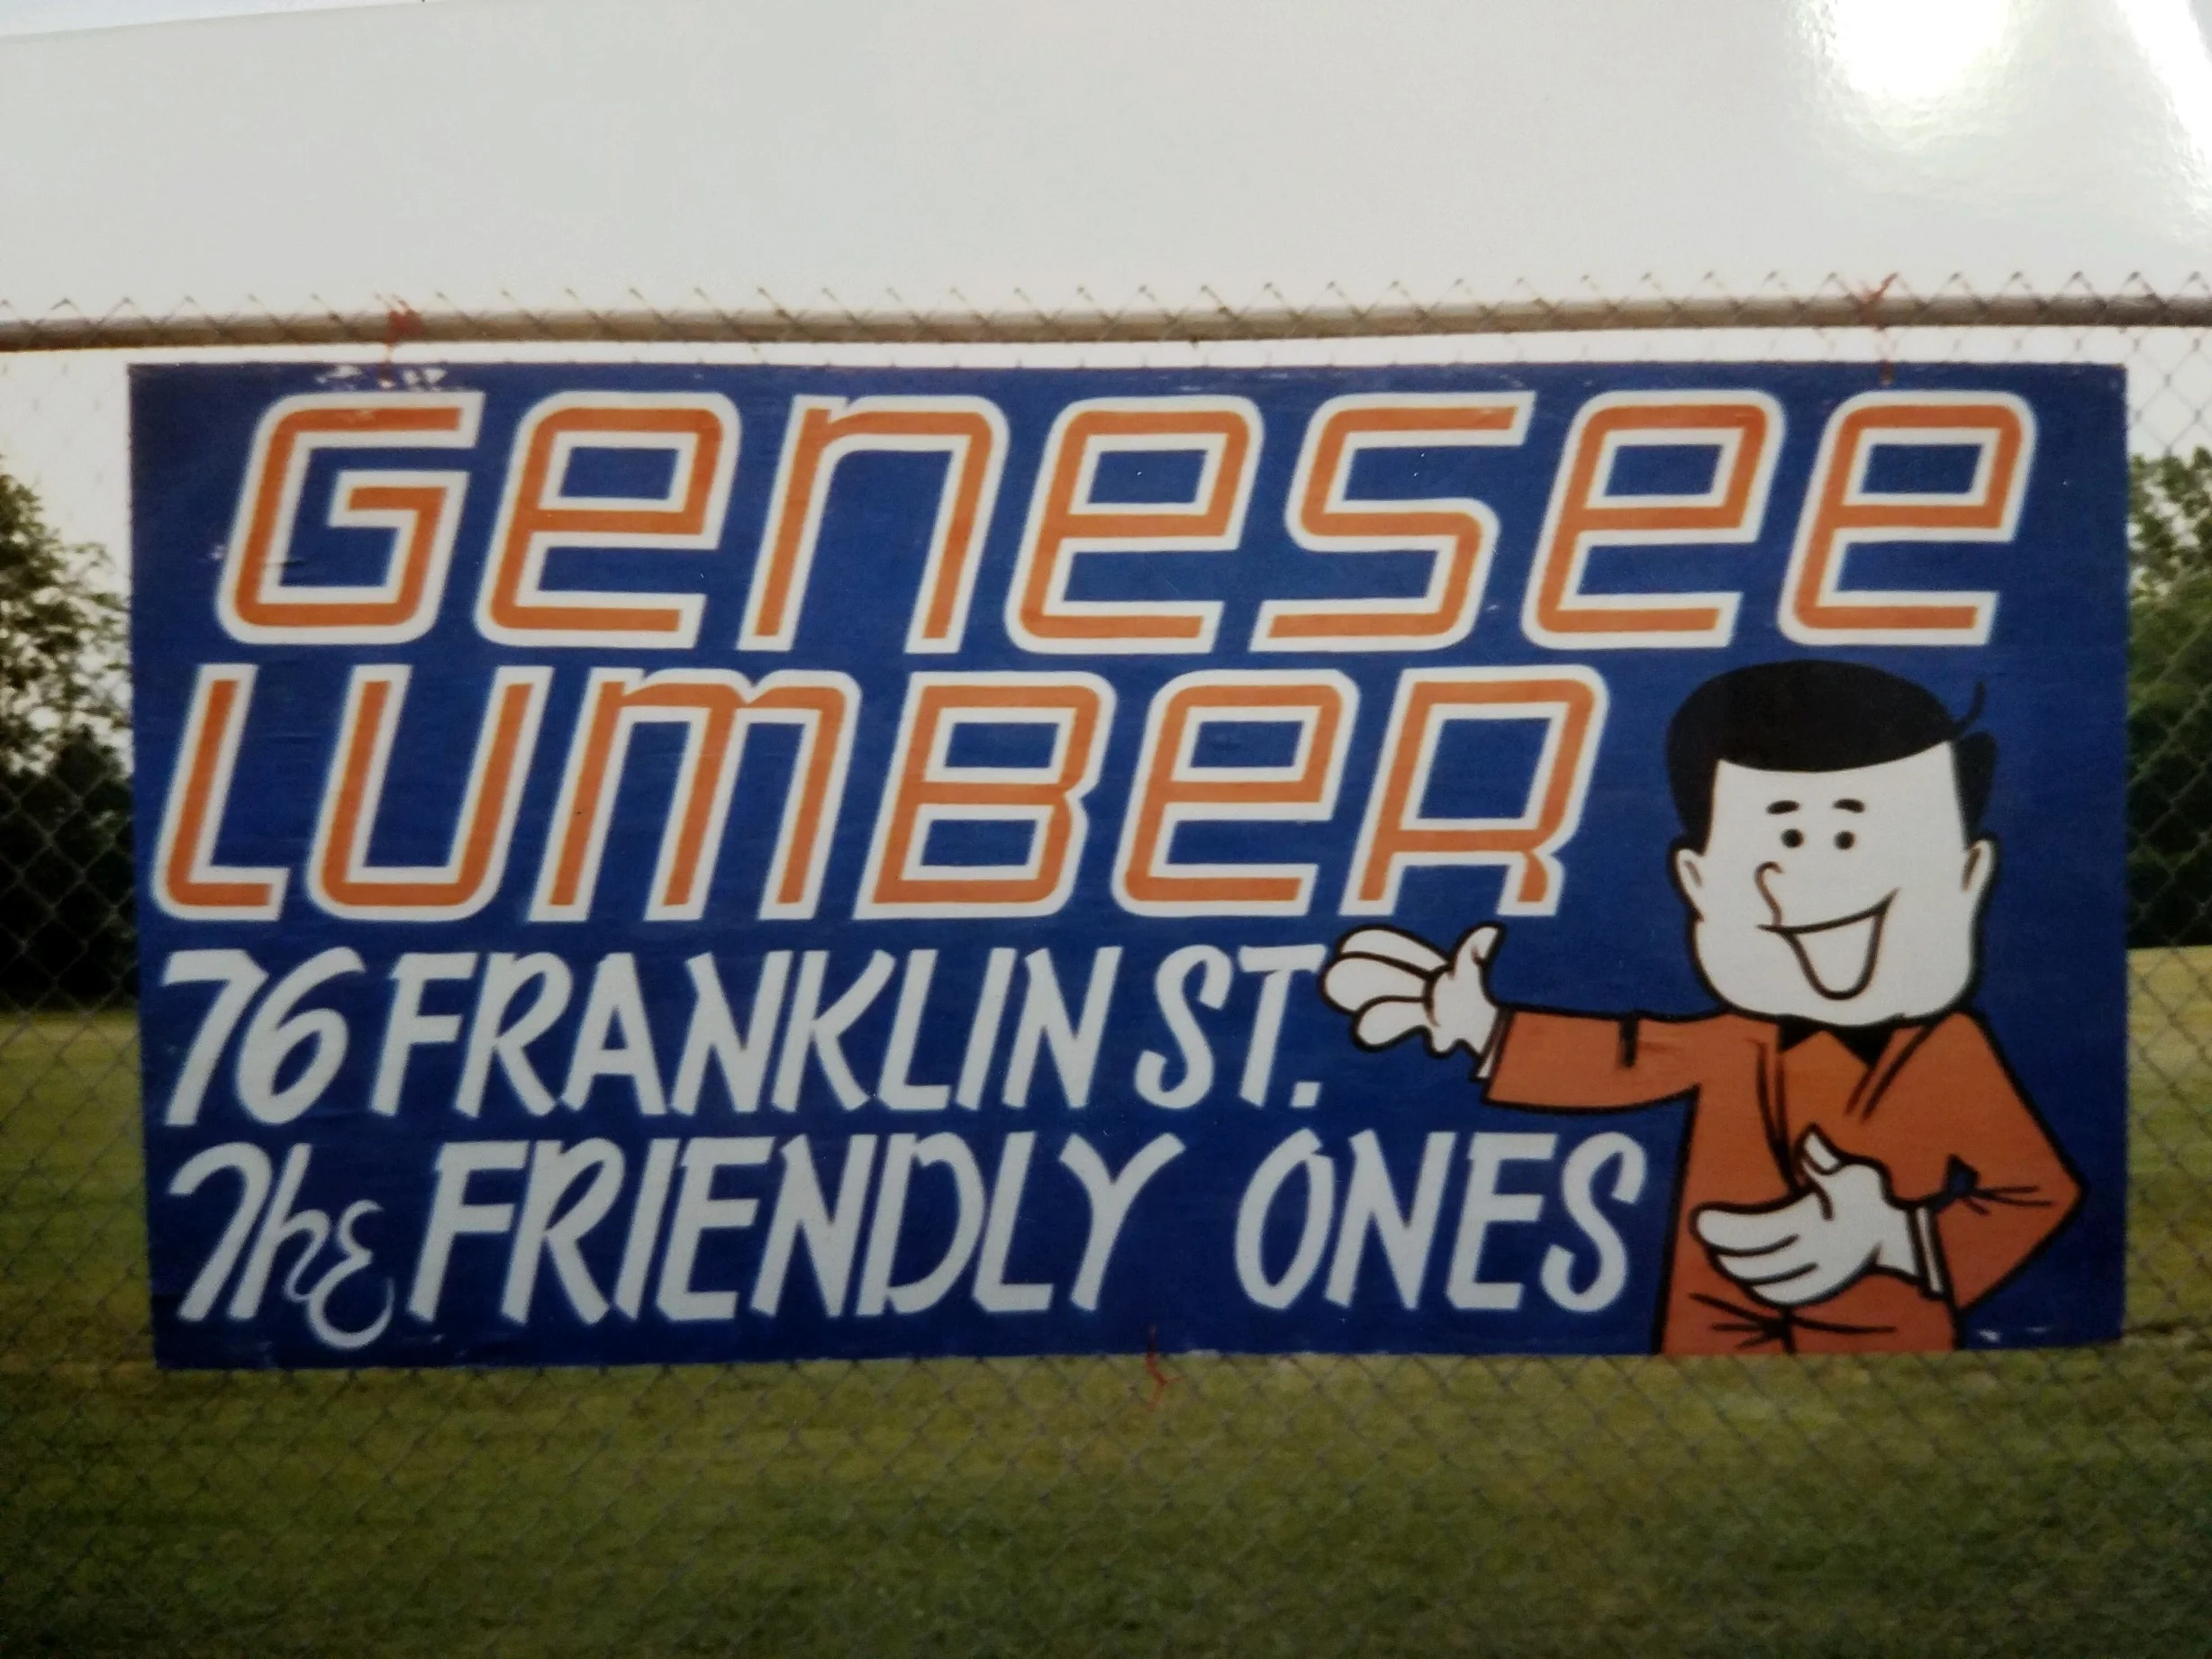 Genesee
LUmBeR
76 FRANKLIN ST.
The FRIENDLY ONES